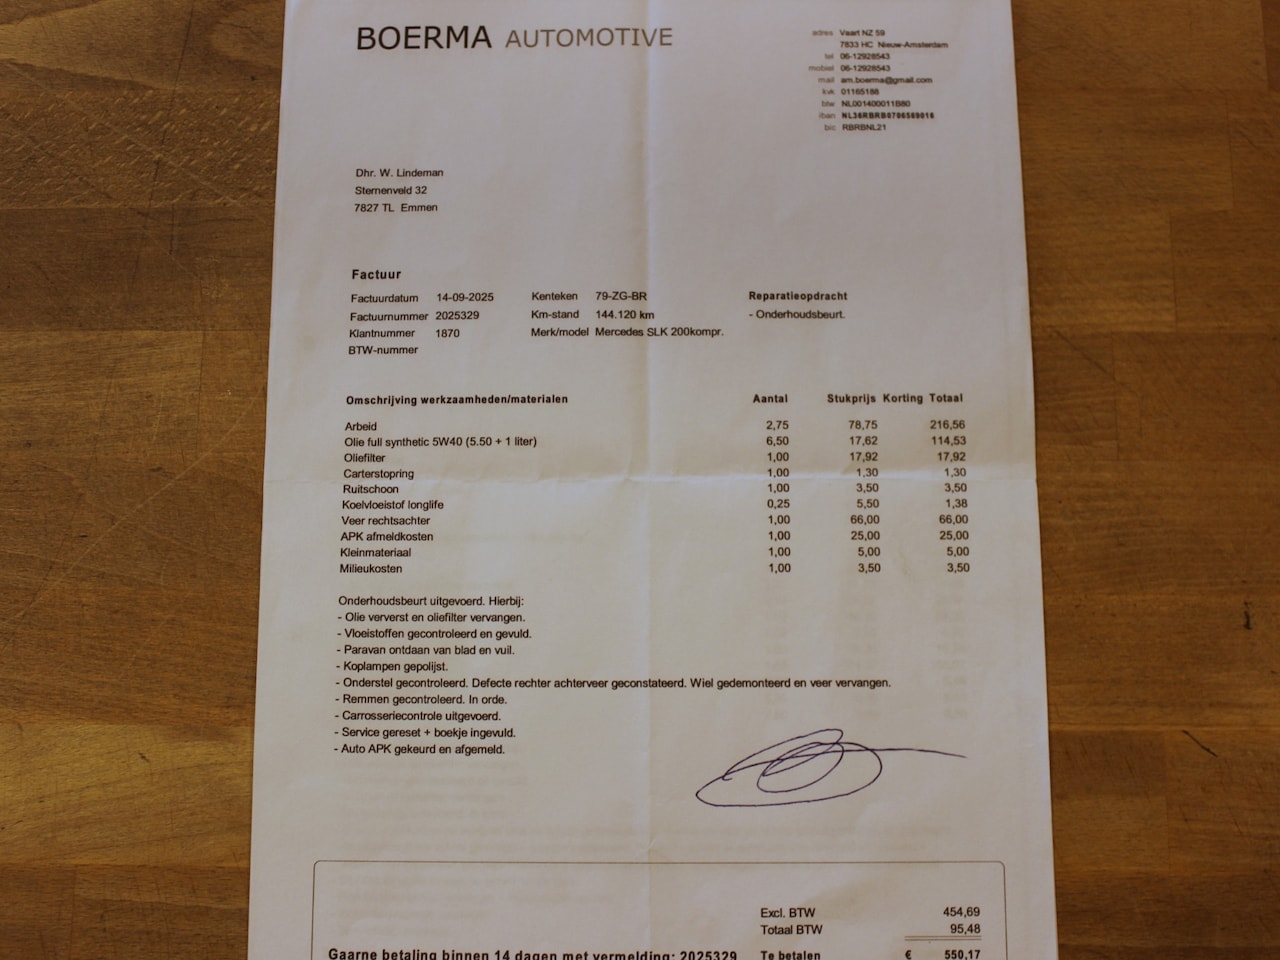 BOERMA AUTOMOTIVE
adres Vaart NZ 59
7833 HC Nieuw-Amsterdam
tel 06-12928543
mobiel 06-12928543
mail am.boerma@gmail.com
kvk 01165188
btw NL001400011B80
iban NL36RBRB0706569016
bic RBRBNL21
Dhr. W. Lindeman
Sternenveld 32
7827 TL Emmen
Factuur
Factuurdatum 14-09-2025 Kenteken 79-ZG-BR Reparatieopdracht
Factuurnummer 2025329 Km-stand 144.120 km - Onderhoudsbeurt.
Klantnummer 1870 Merk/model Mercedes SLK 200kompr.
BTW-nummer
Omschrijving werkzaamheden/materialen Aantal Stukprijs Korting Totaal
Arbeid 2,75 78,75 216,56
Olie full synthetic 5W40 (5.50 + 1 liter) 6,50 17,62 114,53
Oliefilter 1,00 17,92 17,92
Carterstopring 1,00 1,30 1,30
Ruitschoon 1,00 3,50 3,50
Koelvloeistof longlife 0,25 5,50 1,38
Veer rechtsachter 1,00 66,00 66,00
APK afmeldkosten 1,00 25,00 25,00
Kleinmateriaal 1,00 5,00 5,00
Milieukosten 1,00 3,50 3,50
Onderhoudsbeurt uitgevoerd. Hierbij:
- Olie ververst en oliefilter vervangen.
- Vloeistoffen gecontroleerd en gevuld.
- Paravan ontdaan van blad en vuil.
- Koplampen gepolijst.
- Onderstel gecontroleerd. Defecte rechter achterveer geconstateerd. Wiel gedemonteerd en veer vervangen.
- Remmen gecontroleerd. In orde.
- Carrosseriecontrole uitgevoerd.
- Service gereset + boekje ingevuld.
- Auto APK gekeurd en afgemeld.
Excl. BTW 454,69
Totaal BTW 95,48
Gaarne betaling binnen 14 dagen met vermelding: 2025329 Te betalen € 550,17